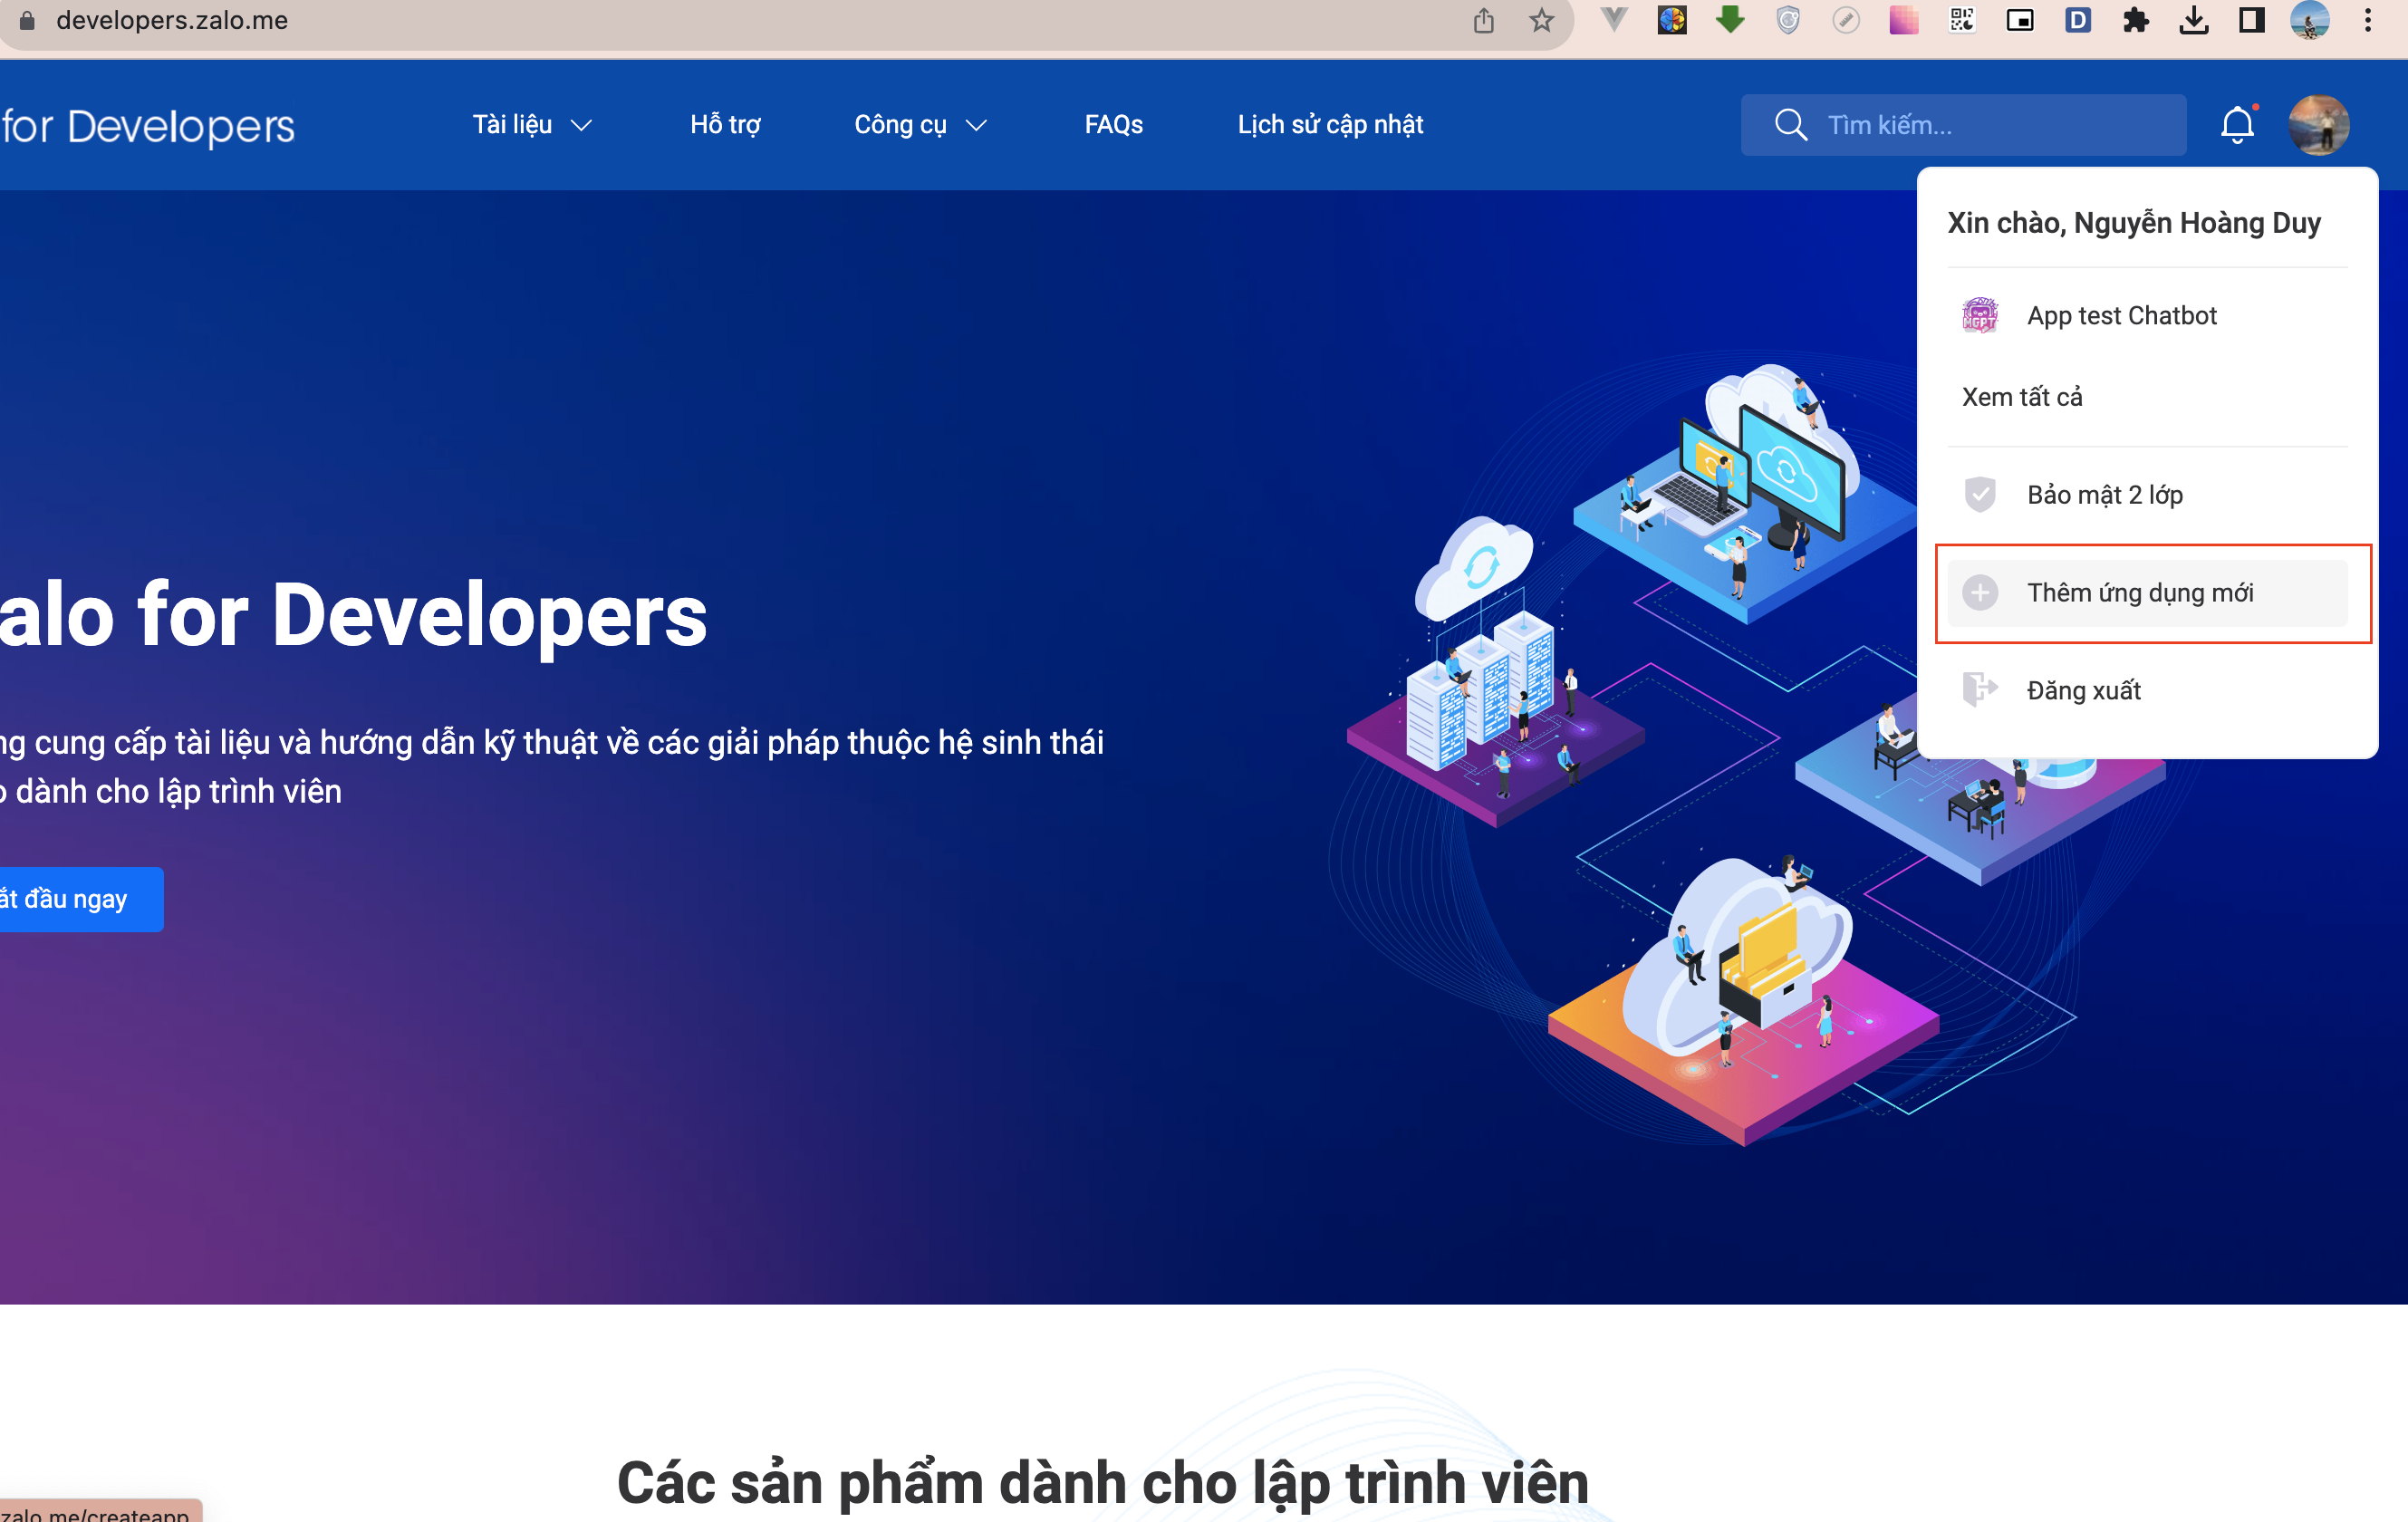 developers.zalo.me
for Developers
Tài liệu
Hỗ trợ
Công cụ
FAQs
Lịch sử cập nhật
Tìm kiếm...
Xin chào, Nguyễn Hoàng Duy
MGPT
App test Chatbot
Xem tất cả
Bảo mật 2 lớp
Thêm ứng dụng mới
Đăng xuất
alo for Developers
ng cung cấp tài liệu và hướng dẫn kỹ thuật về các giải pháp thuộc hệ sinh thái
o dành cho lập trình viên
ắt đầu ngay
Các sản phẩm dành cho lập trình viên
zalo.me/createapp